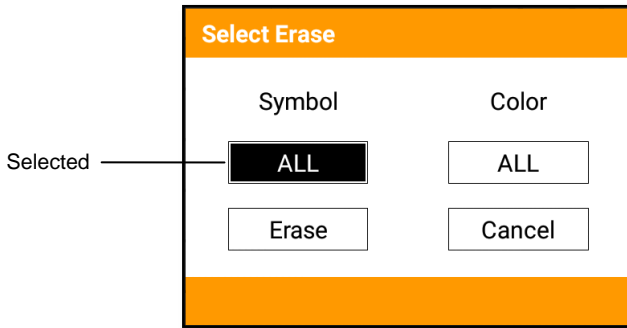 Select Erase
Symbol Color
Selected ALL ALL
Erase Cancel